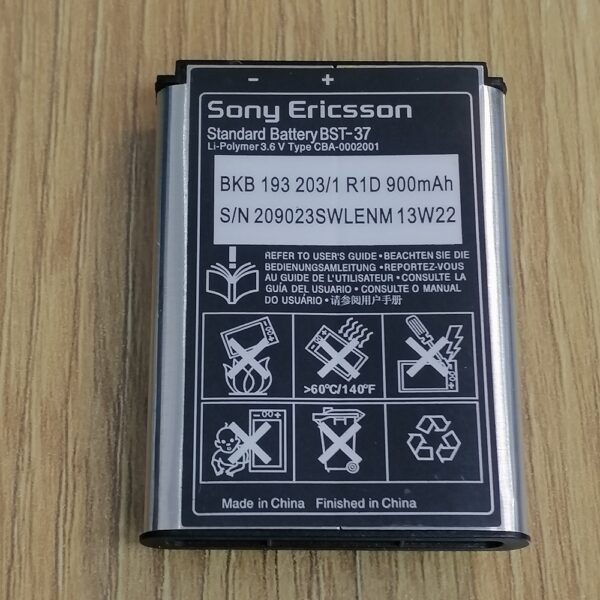 - +
Sony Ericsson
Standard Battery BST-37
Li-Polymer 3.6 V Type CBA-0002001
BKB 193 203/1 R1D 900mAh
S/N 209023SWLENM 13W22
REFER TO USER'S GUIDE • BEACHTEN SIE DIE
BEDIENUNGSANLEITUNG • REPORTEZ-VOUS
AU GUIDE DE L'UTILISATEUR • CONSULTE LA
GUÍA DEL USUARIO • CONSULTE O MANUAL
DO USUÁRIO • 请参阅用户手册
>60°C/140°F
Made in China Finished in China